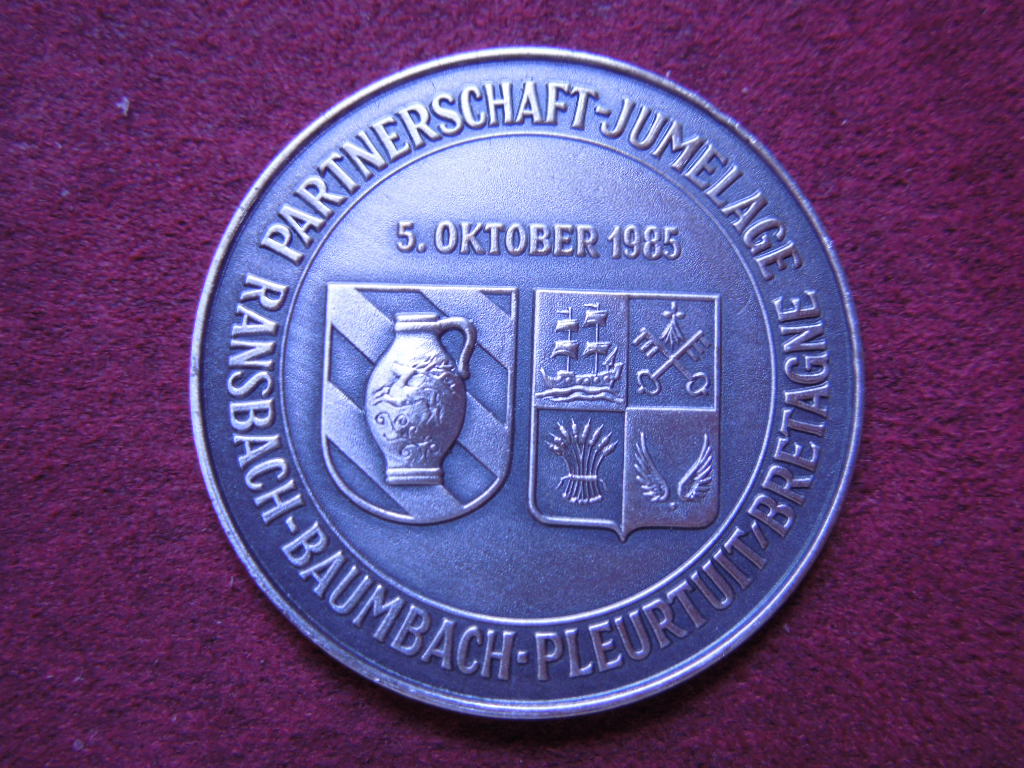 PARTNERSCHAFT-JUMELAGE
5. OKTOBER 1985
RANSBACH-BAUMBACH-PLEURTUIT/BRETAGNE